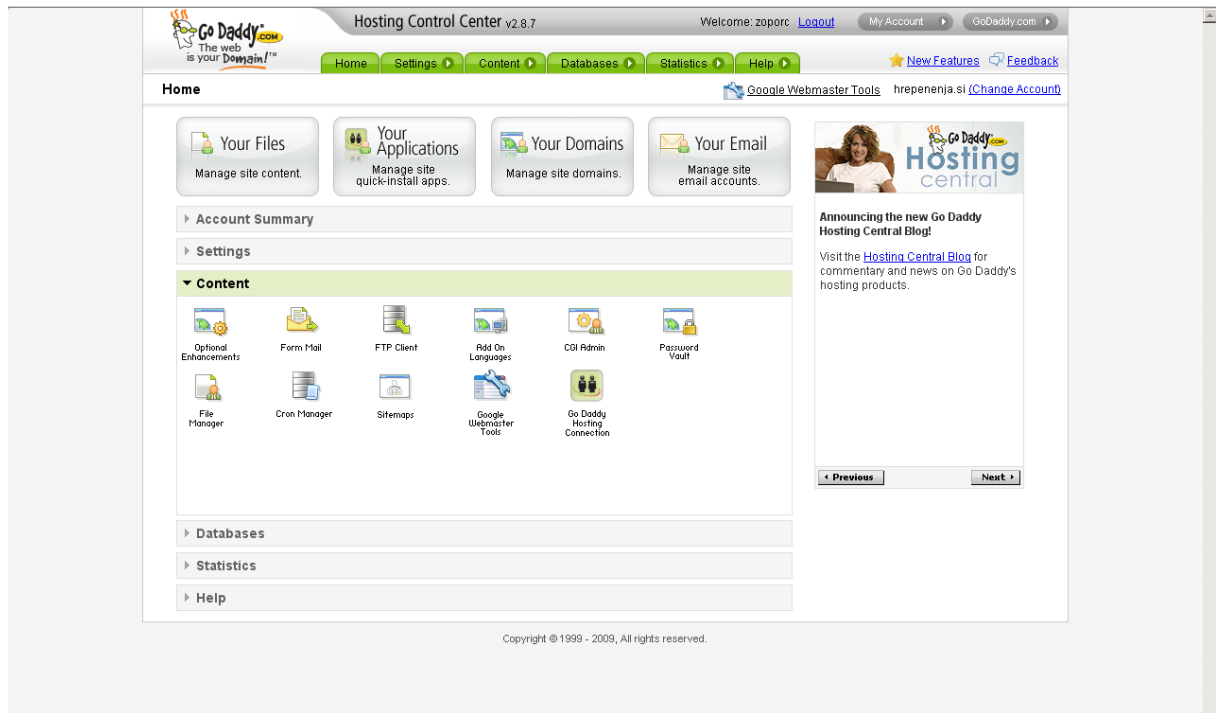 Go Daddy.com
The web
is your Domain!™
Hosting Control Center v2.8.7
Welcome: zoporc Logout
My Account
GoDaddy.com
Home
Settings
Content
Databases
Statistics
Help
New Features
Feedback
Home
Google Webmaster Tools
hrepenenja.si (Change Account)
Your Files
Manage site content.
Your
Applications
Manage site
quick-install apps.
Your Domains
Manage site domains.
Your Email
Manage site
email accounts.
Account Summary
Settings
Content
Optional
Enhancements
Form Mail
FTP Client
Add On
Languages
CGI Admin
Password
Vault
File
Manager
Cron Manager
Sitemaps
Google
Webmaster
Tools
Go Daddy
Hosting
Connection
Databases
Statistics
Help
Go Daddy.com
Hosting
central
Announcing the new Go Daddy
Hosting Central Blog!
Visit the Hosting Central Blog for
commentary and news on Go Daddy's
hosting products.
Previous
Next
Copyright © 1999 - 2009, All rights reserved.